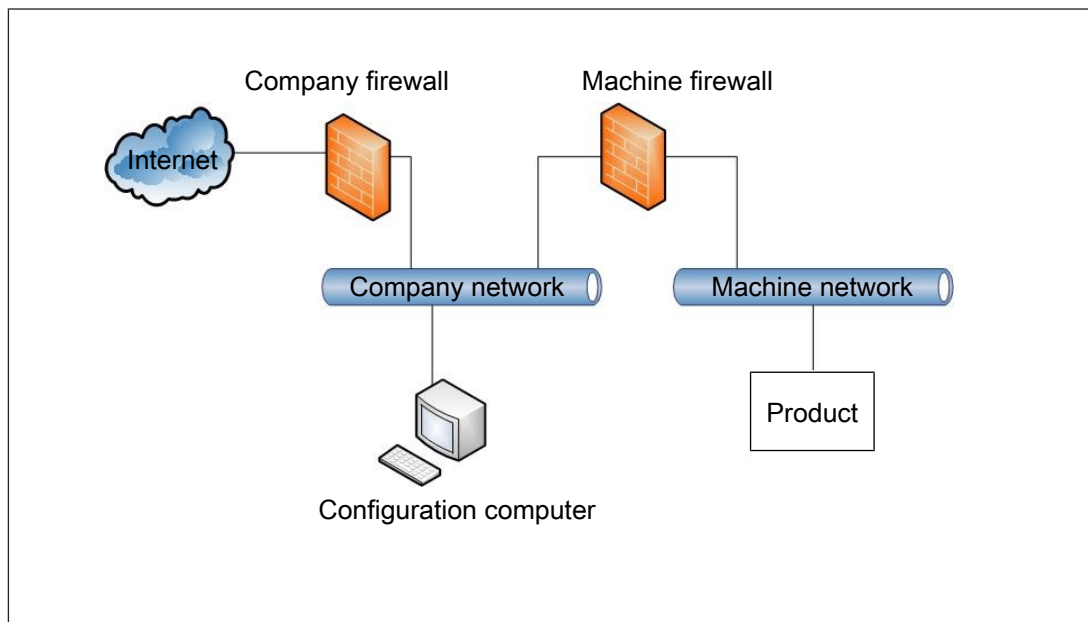 Company firewall
Machine firewall
Internet
Company network
Machine network
Product
Configuration computer